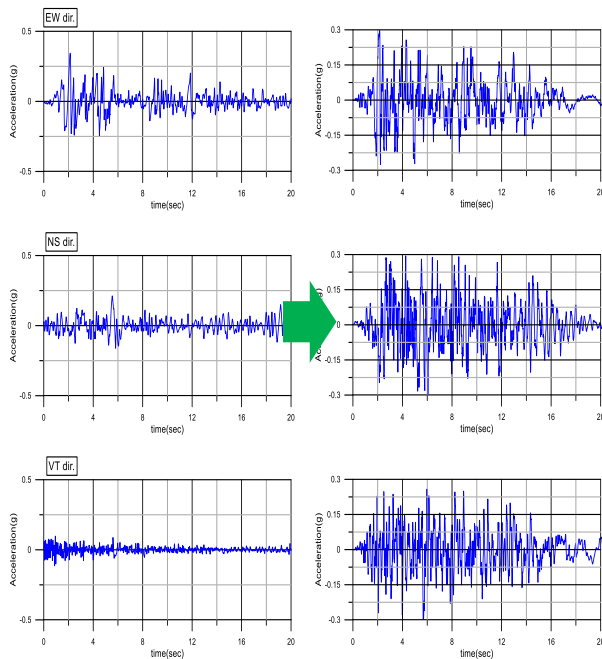 EW dir.
0.5
0
-0.5
Acceleration(g)
0 4 8 12 16 20
time(sec)
0.3
0.15
0
-0.15
-0.3
Acceleration(g)
0 4 8 12 16 20
time(sec)
NS dir.
0.5
0
-0.5
Acceleration(g)
0 4 8 12 16 20
time(sec)
0.3
0.15
0
-0.15
-0.3
0 4 8 12 16 20
time(sec)
VT dir.
0.5
0
-0.5
Acceleration(g)
0 4 8 12 16 20
time(sec)
0.3
0.15
0
-0.15
-0.3
Acceleration(g)
0 4 8 12 16 20
time(sec)